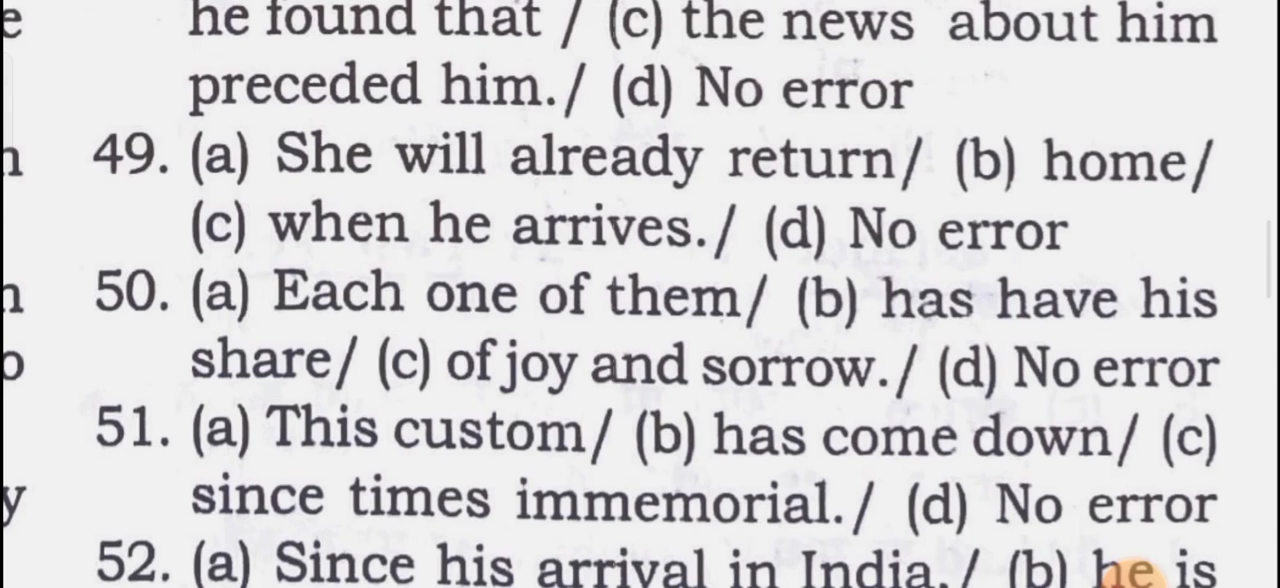 he found that / (c) the news about him
preceded him./ (d) No error
49. (a) She will already return/ (b) home/
(c) when he arrives./ (d) No error
50. (a) Each one of them/ (b) has have his
share/ (c) of joy and sorrow./ (d) No error
51. (a) This custom/ (b) has come down/ (c)
since times immemorial./ (d) No error
52. (a) Since his arrival in India,/ (b) he is